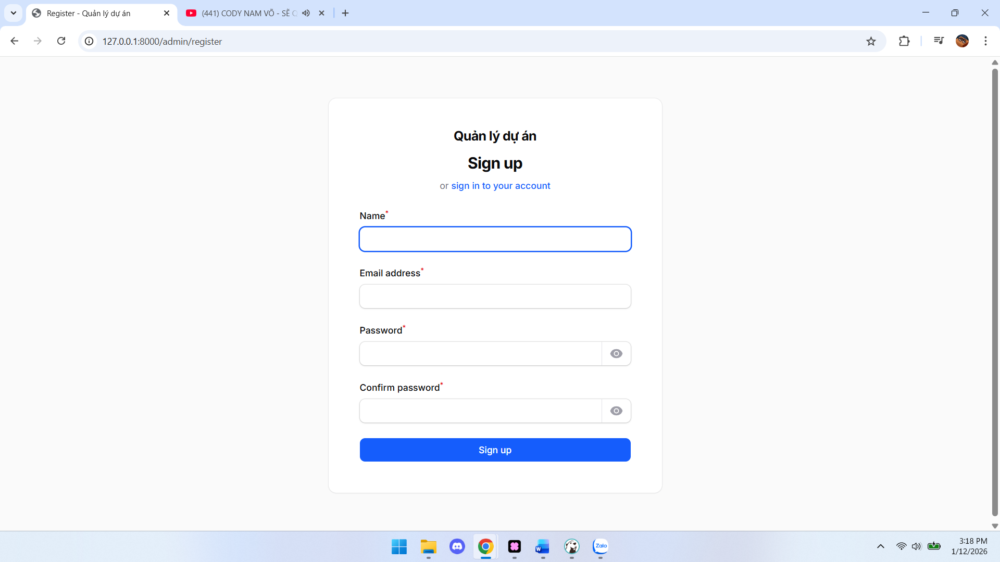 Register - Quản lý dự án
(441) CODY NAM VÕ - SẼ
127.0.0.1:8000/admin/register
Quản lý dự án
Sign up
or sign in to your account
Name*
Email address*
Password*
Confirm password*
Sign up
Zalo
3:18 PM
1/12/2026